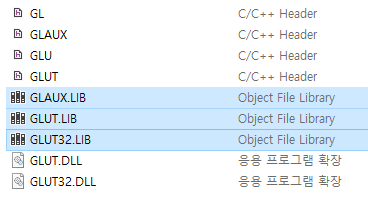 GL C/C++ Header
GLAUX C/C++ Header
GLU C/C++ Header
GLUT C/C++ Header
GLAUX.LIB Object File Library
GLUT.LIB Object File Library
GLUT32.LIB Object File Library
GLUT.DLL 응용 프로그램 확장
GLUT32.DLL 응용 프로그램 확장